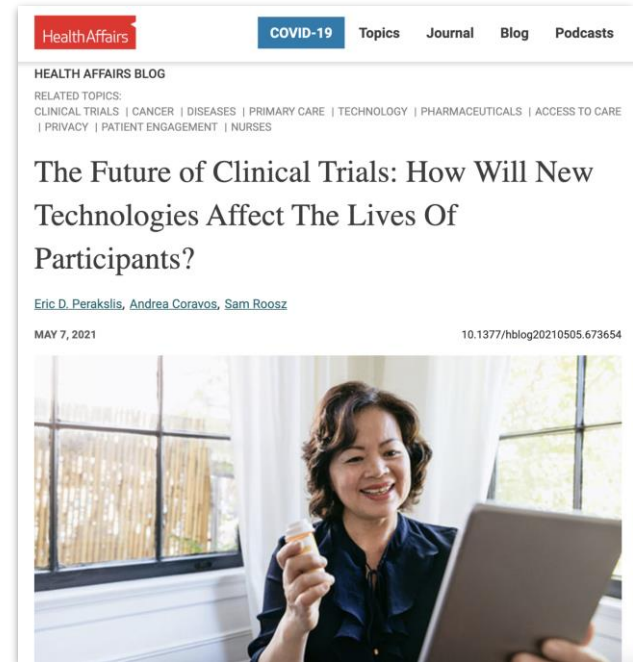 HealthAffairs
COVID-19 Topics Journal Blog Podcasts
HEALTH AFFAIRS BLOG
RELATED TOPICS:
CLINICAL TRIALS | CANCER | DISEASES | PRIMARY CARE | TECHNOLOGY | PHARMACEUTICALS | ACCESS TO CARE
| PRIVACY | PATIENT ENGAGEMENT | NURSES
The Future of Clinical Trials: How Will New
Technologies Affect The Lives Of
Participants?
Eric D. Perakslis, Andrea Coravos, Sam Roosz
MAY 7, 2021 10.1377/hblog20210505.673654